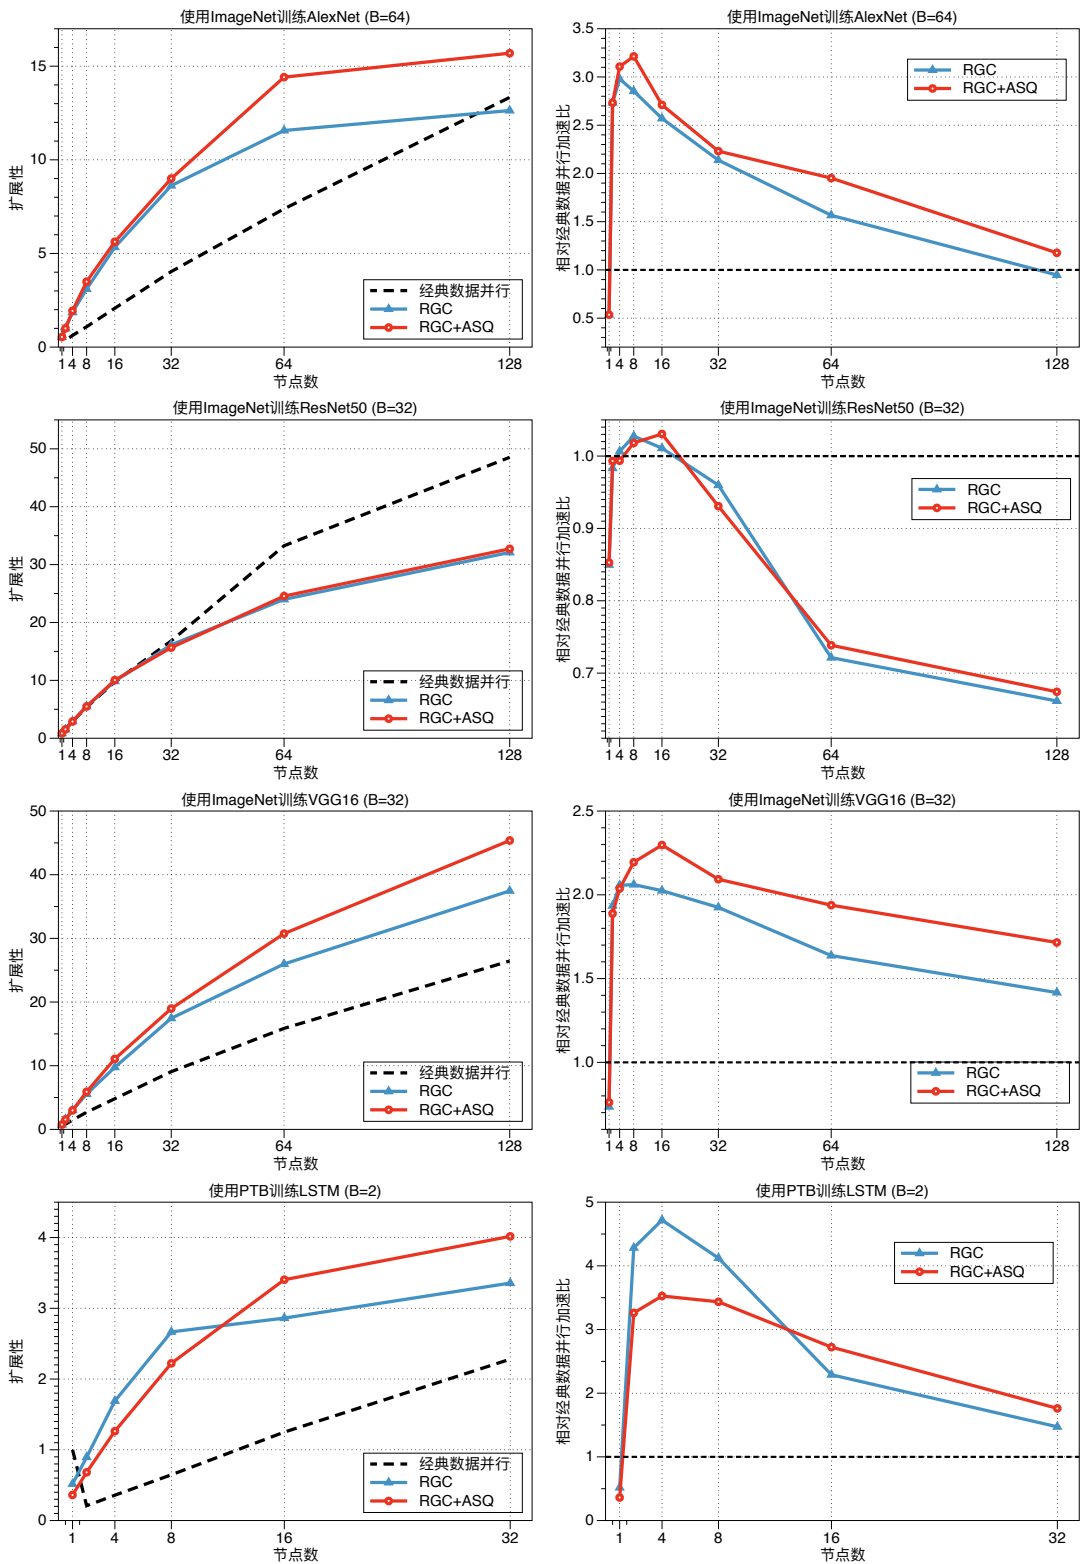 使用ImageNet训练AlexNet (B=64)
扩展性
15
10
5
0
1 4 8 16 32 64 128
节点数
经典数据并行
RGC
RGC+ASQ
使用ImageNet训练AlexNet (B=64)
相对经典数据并行加速比
3.5
3.0
2.5
2.0
1.5
1.0
0.5
1 4 8 16 32 64 128
节点数
RGC
RGC+ASQ
使用ImageNet训练ResNet50 (B=32)
扩展性
50
40
30
20
10
0
1 4 8 16 32 64 128
节点数
经典数据并行
RGC
RGC+ASQ
使用ImageNet训练ResNet50 (B=32)
相对经典数据并行加速比
1.0
0.9
0.8
0.7
1 4 8 16 32 64 128
节点数
RGC
RGC+ASQ
使用ImageNet训练VGG16 (B=32)
扩展性
50
40
30
20
10
0
1 4 8 16 32 64 128
节点数
经典数据并行
RGC
RGC+ASQ
使用ImageNet训练VGG16 (B=32)
相对经典数据并行加速比
2.5
2.0
1.5
1.0
1 4 8 16 32 64 128
节点数
RGC
RGC+ASQ
使用PTB训练LSTM (B=2)
扩展性
4
3
2
1
0
1 4 8 16 32
节点数
经典数据并行
RGC
RGC+ASQ
使用PTB训练LSTM (B=2)
相对经典数据并行加速比
5
4
3
2
1
0
1 4 8 16 32
节点数
RGC
RGC+ASQ